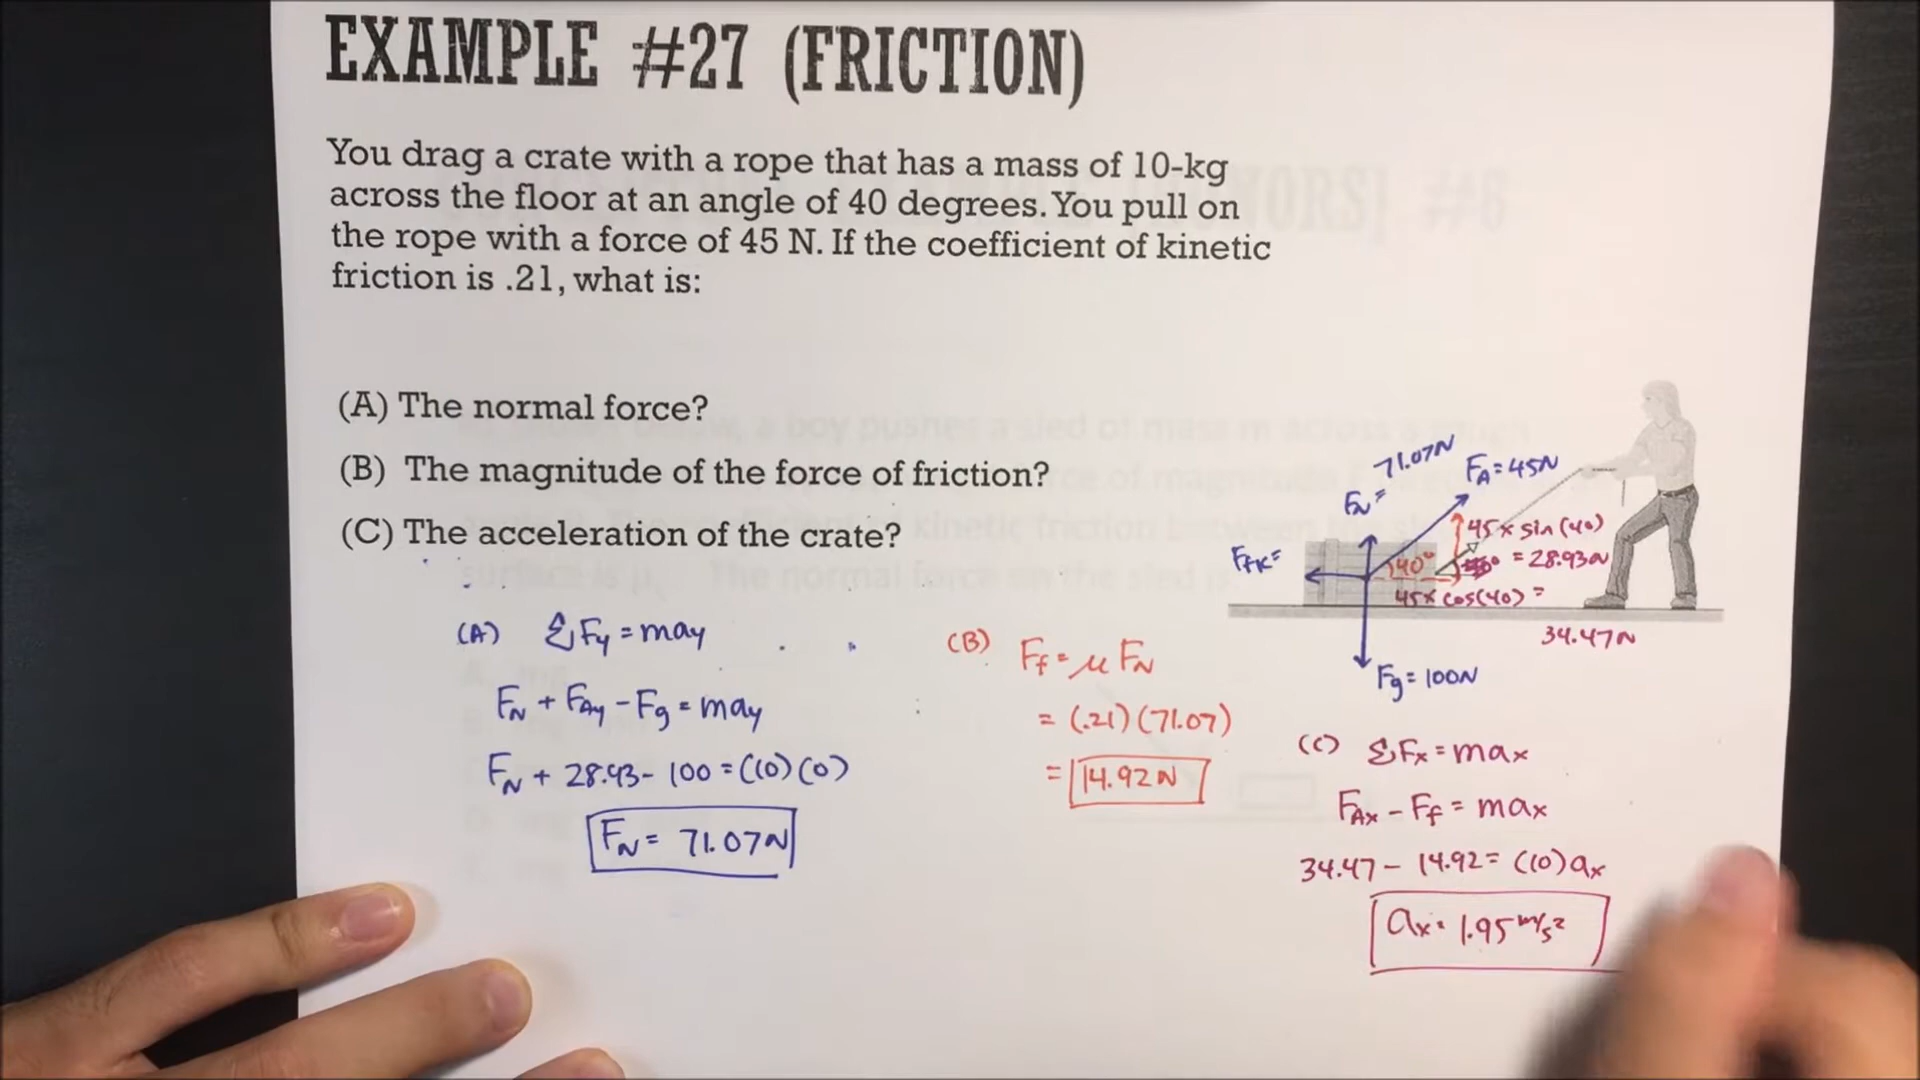 EXAMPLE #27 (FRICTION)
You drag a crate with a rope that has a mass of 10-kg
across the floor at an angle of 40 degrees. You pull on
the rope with a force of 45 N. If the coefficient of kinetic
friction is .21, what is:
(A) The normal force?
(B) The magnitude of the force of friction?
(C) The acceleration of the crate?
71.07N
FN =
FA = 45N
45 x sin(40)
= 28.93N
FfK =
40°
45 x cos(40) =
34.47N
Fg = 100N
(A) ΣFy = may
FN + FAy - Fg = may
FN + 28.93 - 100 = (10)(0)
FN = 71.07N
(B) Ff = μ FN
= (.21)(71.07)
= 14.92N
(C) ΣFx = max
FAx - Ff = max
34.47 - 14.92 = (10)ax
ax = 1.95 m/s²